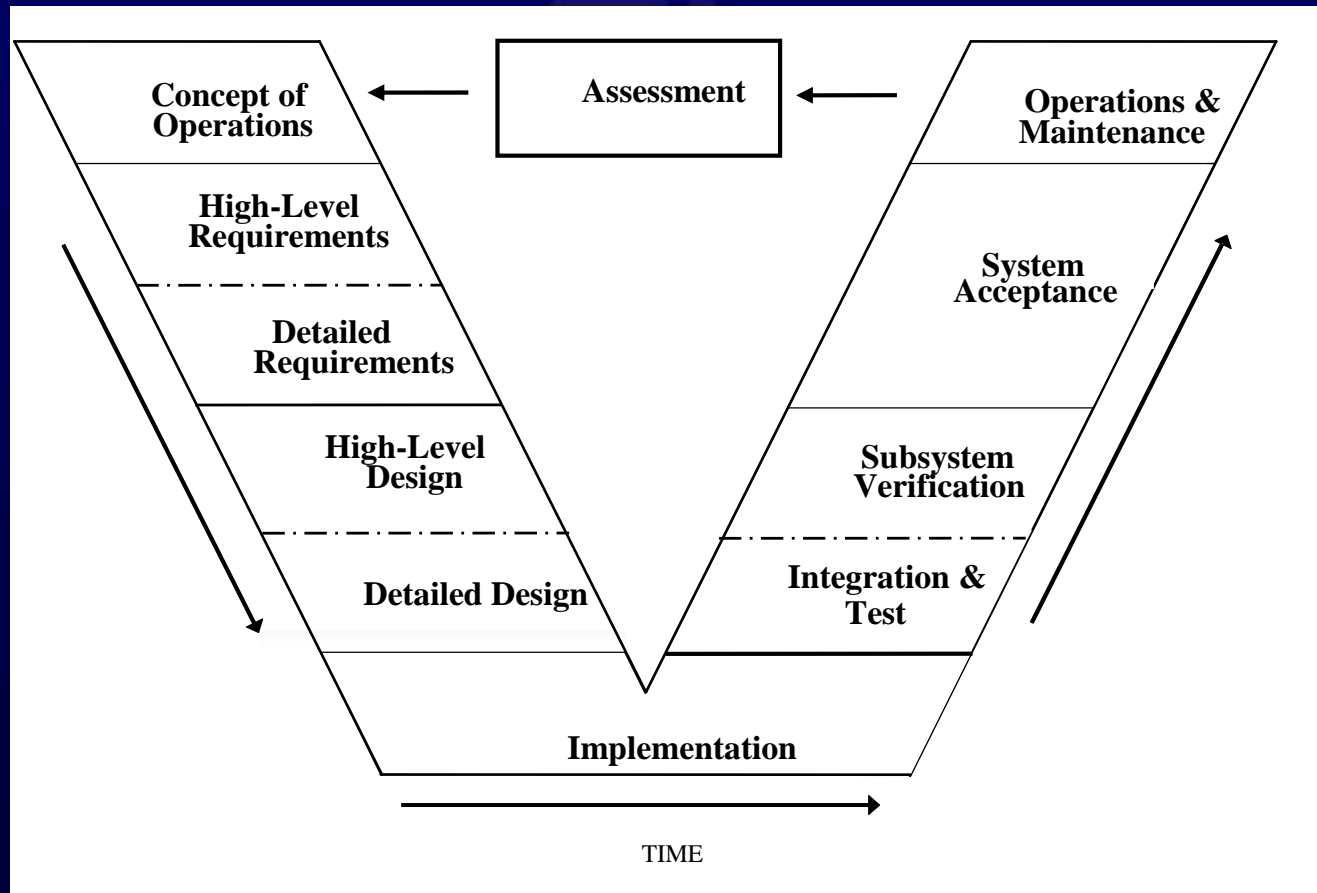 Concept of
Operations
Assessment
Operations &
Maintenance
High-Level
Requirements
System
Acceptance
Detailed
Requirements
High-Level
Design
Subsystem
Verification
Detailed Design
Integration &
Test
Implementation
TIME